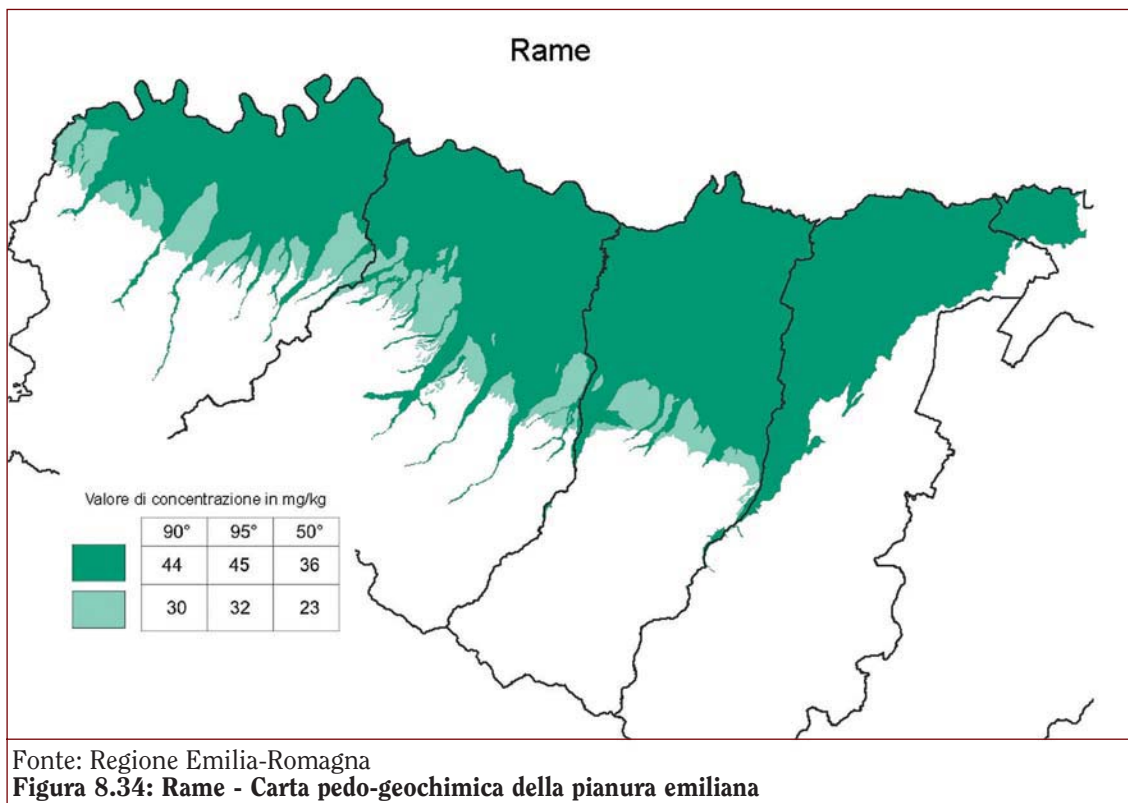 Rame
Valore di concentrazione in mg/kg
90° 95° 50°
44 45 36
30 32 23
Fonte: Regione Emilia-Romagna
Figura 8.34: Rame - Carta pedo-geochimica della pianura emiliana